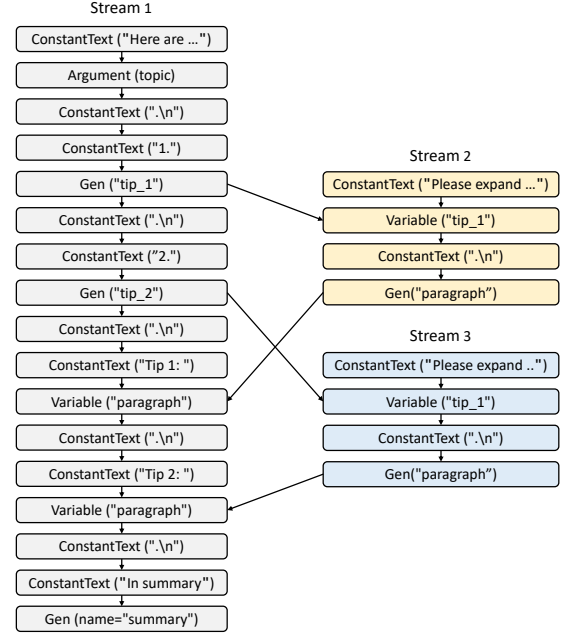 Stream 1
ConstantText ("Here are ...")
Argument (topic)
ConstantText (".\n")
ConstantText ("1.")
Gen ("tip_1")
ConstantText (".\n")
ConstantText (”2.")
Gen ("tip_2")
ConstantText (".\n")
ConstantText ("Tip 1: ")
Variable ("paragraph")
ConstantText (".\n")
ConstantText ("Tip 2: ")
Variable ("paragraph")
ConstantText (".\n")
ConstantText ("In summary")
Gen (name="summary")
Stream 2
ConstantText ("Please expand ...")
Variable ("tip_1")
ConstantText (".\n")
Gen("paragraph”)
Stream 3
ConstantText ("Please expand ..")
Variable ("tip_1")
ConstantText (".\n")
Gen("paragraph”)